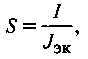 S = I / Jэк,